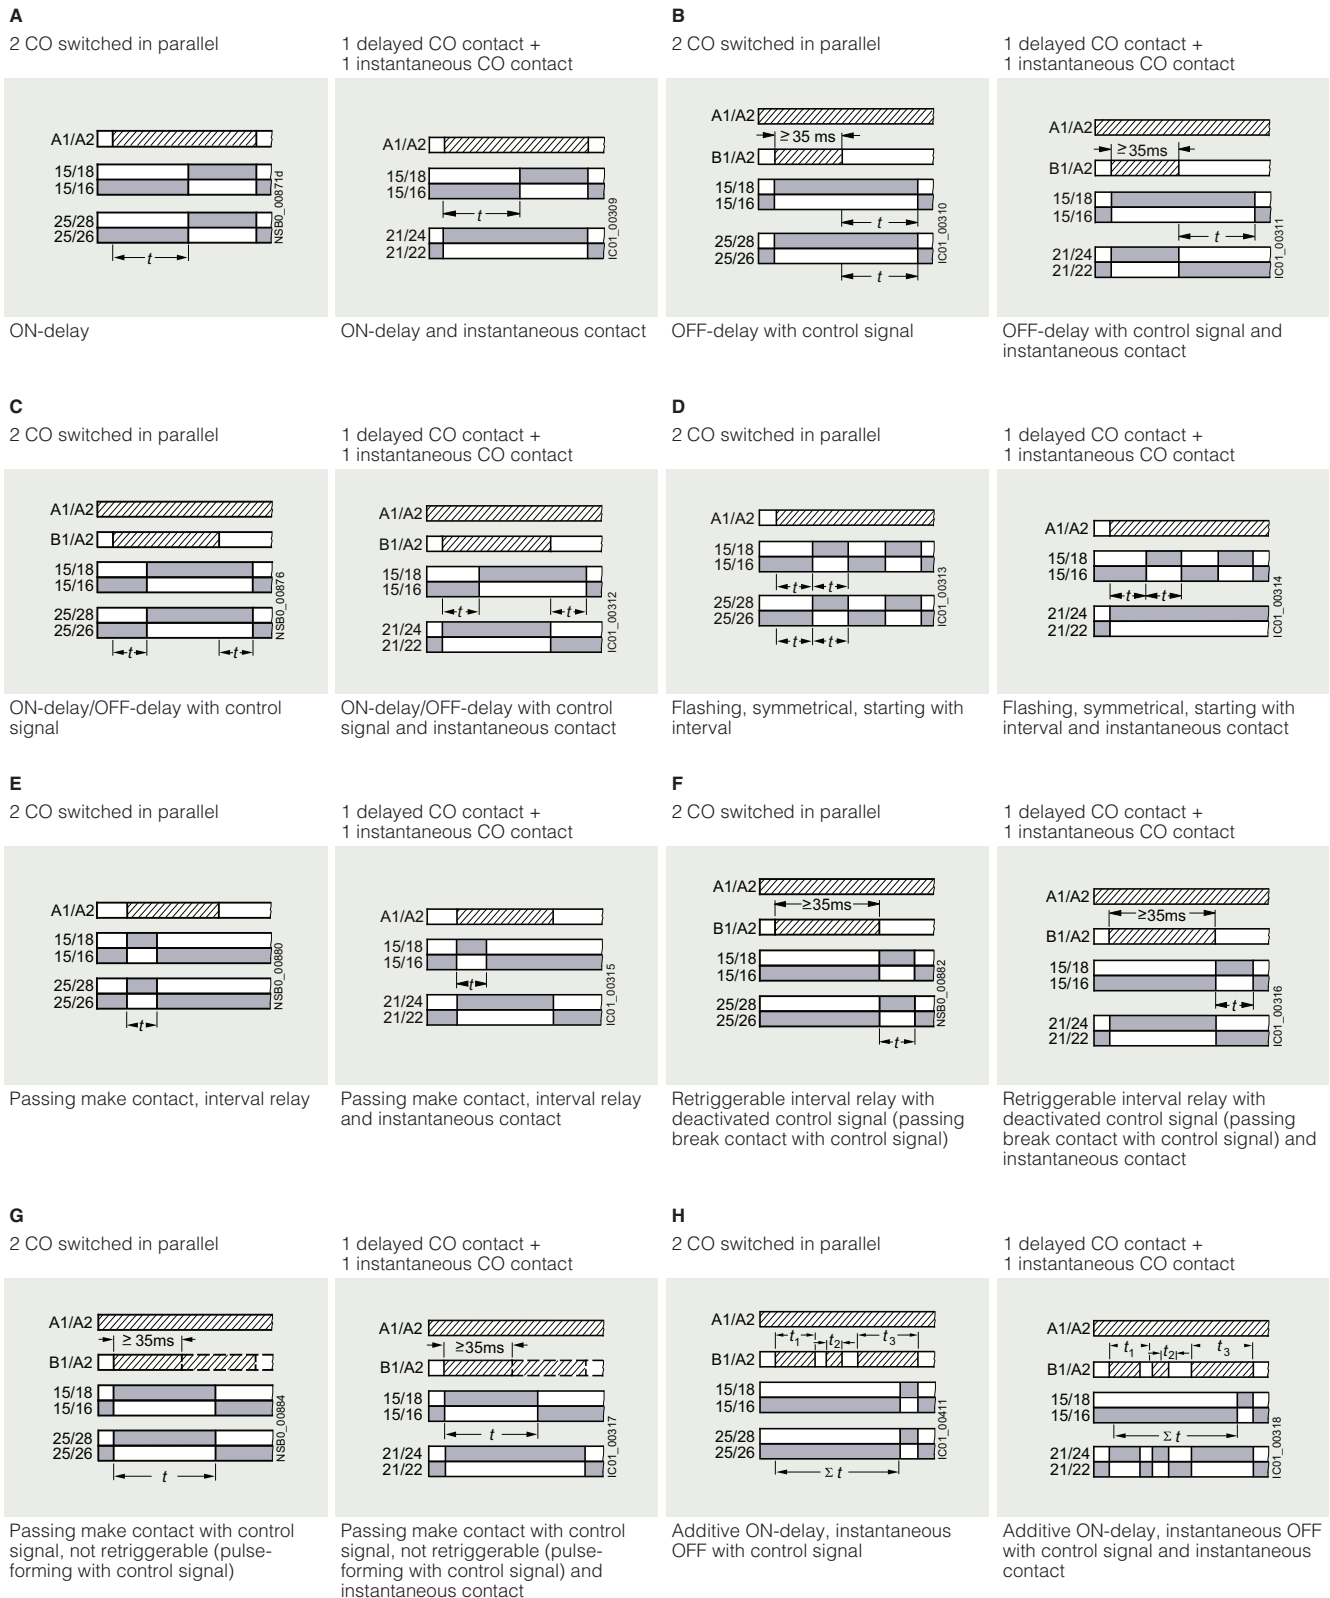 A
2 CO switched in parallel
1 delayed CO contact +
1 instantaneous CO contact
A1/A2
15/18
15/16
25/28
25/26
t
NSB0_00871d
A1/A2
15/18
15/16
t
21/24
21/22
IC01_00309
ON-delay
ON-delay and instantaneous contact
B
2 CO switched in parallel
1 delayed CO contact +
1 instantaneous CO contact
A1/A2
≥ 35 ms
B1/A2
15/18
15/16
t
25/28
25/26
t
IC01_00310
A1/A2
≥ 35ms
B1/A2
15/18
15/16
t
21/24
21/22
IC01_00311
OFF-delay with control signal
OFF-delay with control signal and
instantaneous contact
C
2 CO switched in parallel
1 delayed CO contact +
1 instantaneous CO contact
A1/A2
B1/A2
15/18
15/16
25/28
25/26
t t
NSB0_00876
A1/A2
B1/A2
15/18
15/16
t t
21/24
21/22
IC01_00312
ON-delay/OFF-delay with control
signal
ON-delay/OFF-delay with control
signal and instantaneous contact
D
2 CO switched in parallel
1 delayed CO contact +
1 instantaneous CO contact
A1/A2
15/18
15/16
t t
25/28
25/26
t t
IC01_00313
A1/A2
15/18
15/16
t t
21/24
21/22
IC01_00314
Flashing, symmetrical, starting with
interval
Flashing, symmetrical, starting with
interval and instantaneous contact
E
2 CO switched in parallel
1 delayed CO contact +
1 instantaneous CO contact
A1/A2
15/18
15/16
25/28
25/26
t
NSB0_00880
A1/A2
15/18
15/16
t
21/24
21/22
IC01_00315
Passing make contact, interval relay
Passing make contact, interval relay
and instantaneous contact
F
2 CO switched in parallel
1 delayed CO contact +
1 instantaneous CO contact
A1/A2
≥35ms
B1/A2
15/18
15/16
25/28
25/26
t
NSB0_00882
A1/A2
≥35ms
B1/A2
15/18
15/16
t
21/24
21/22
IC01_00316
Retriggerable interval relay with
deactivated control signal (passing
break contact with control signal)
Retriggerable interval relay with
deactivated control signal (passing
break contact with control signal) and
instantaneous contact
G
2 CO switched in parallel
1 delayed CO contact +
1 instantaneous CO contact
A1/A2
≥ 35ms
B1/A2
15/18
15/16
25/28
25/26
t
NSB0_00884
A1/A2
≥35ms
B1/A2
15/18
15/16
t
21/24
21/22
IC01_00317
Passing make contact with control
signal, not retriggerable (pulse-
forming with control signal)
Passing make contact with control
signal, not retriggerable (pulse-
forming with control signal) and
instantaneous contact
H
2 CO switched in parallel
1 delayed CO contact +
1 instantaneous CO contact
A1/A2
t1 t2 t3
B1/A2
15/18
15/16
25/28
25/26
Σ t
IC01_00411
A1/A2
t1 t2 t3
B1/A2
15/18
15/16
Σ t
21/24
21/22
IC01_00318
Additive ON-delay, instantaneous
OFF with control signal
Additive ON-delay, instantaneous OFF
with control signal and instantaneous
contact